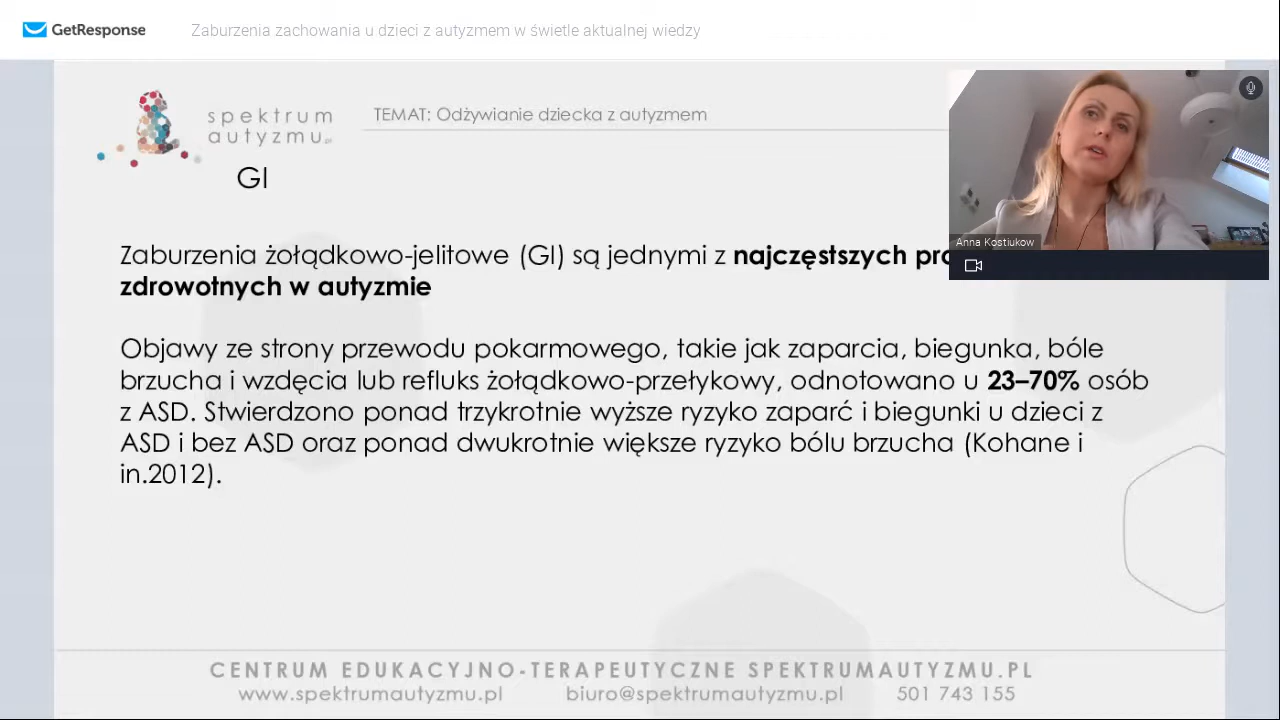 GetResponse
Zaburzenia zachowania u dzieci z autyzmem w świetle aktualnej wiedzy
spektrum
autyzmu.pl
TEMAT: Odżywianie dziecka z autyzmem
GI
Anna Kostiukow
Zaburzenia żołądkowo-jelitowe (GI) są jednymi z najczęstszych
zdrowotnych w autyzmie
Objawy ze strony przewodu pokarmowego, takie jak zaparcia, biegunka, bóle
brzucha i wzdęcia lub refluks żołądkowo-przełykowy, odnotowano u 23–70% osób
z ASD. Stwierdzono ponad trzykrotnie wyższe ryzyko zaparć i biegunki u dzieci z
ASD i bez ASD oraz ponad dwukrotnie większe ryzyko bólu brzucha (Kohane i
in.2012).
CENTRUM EDUKACYJNO-TERAPEUTYCZNE SPEKTRUMAUTYZMU.PL
www.spektrumautyzmu.pl biuro@spektrumautyzmu.pl 501 743 155